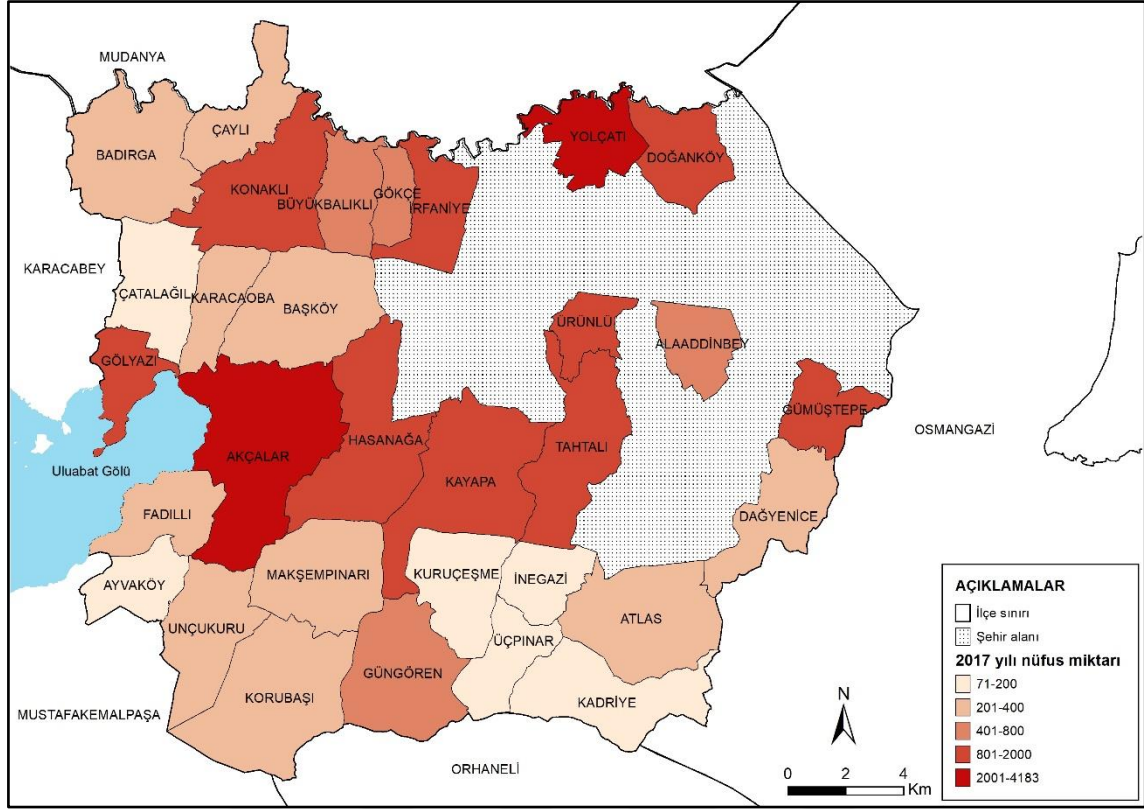 MUDANYA
ÇAYLI
BADIRGA
YOLÇATI
DOĞANKÖY
KONAKLI
GÖKÇE
BÜYÜKBALIKLI
İRFANİYE
KARACABEY
ÇATALAĞIL
KARACAOBA
BAŞKÖY
ÜRÜNLÜ
ALAADDİNBEY
GÖLYAZI
GÜMÜŞTEPE
OSMANGAZİ
HASANAĞA
TAHTALI
AKÇALAR
Uluabat Gölü
KAYAPA
FADILLI
DAĞYENİCE
MAKŞEMPINARI
KURUÇEŞME
İNEGAZİ
AYVAKÖY
ATLAS
UNÇUKURU
ÜÇPINAR
GÜNGÖREN
KORUBAŞI
KADRİYE
MUSTAFAKEMALPAŞA
ORHANELİ
N
0 2 4
Km
AÇIKLAMALAR
İlçe sınırı
Şehir alanı
2017 yılı nüfus miktarı
71-200
201-400
401-800
801-2000
2001-4183